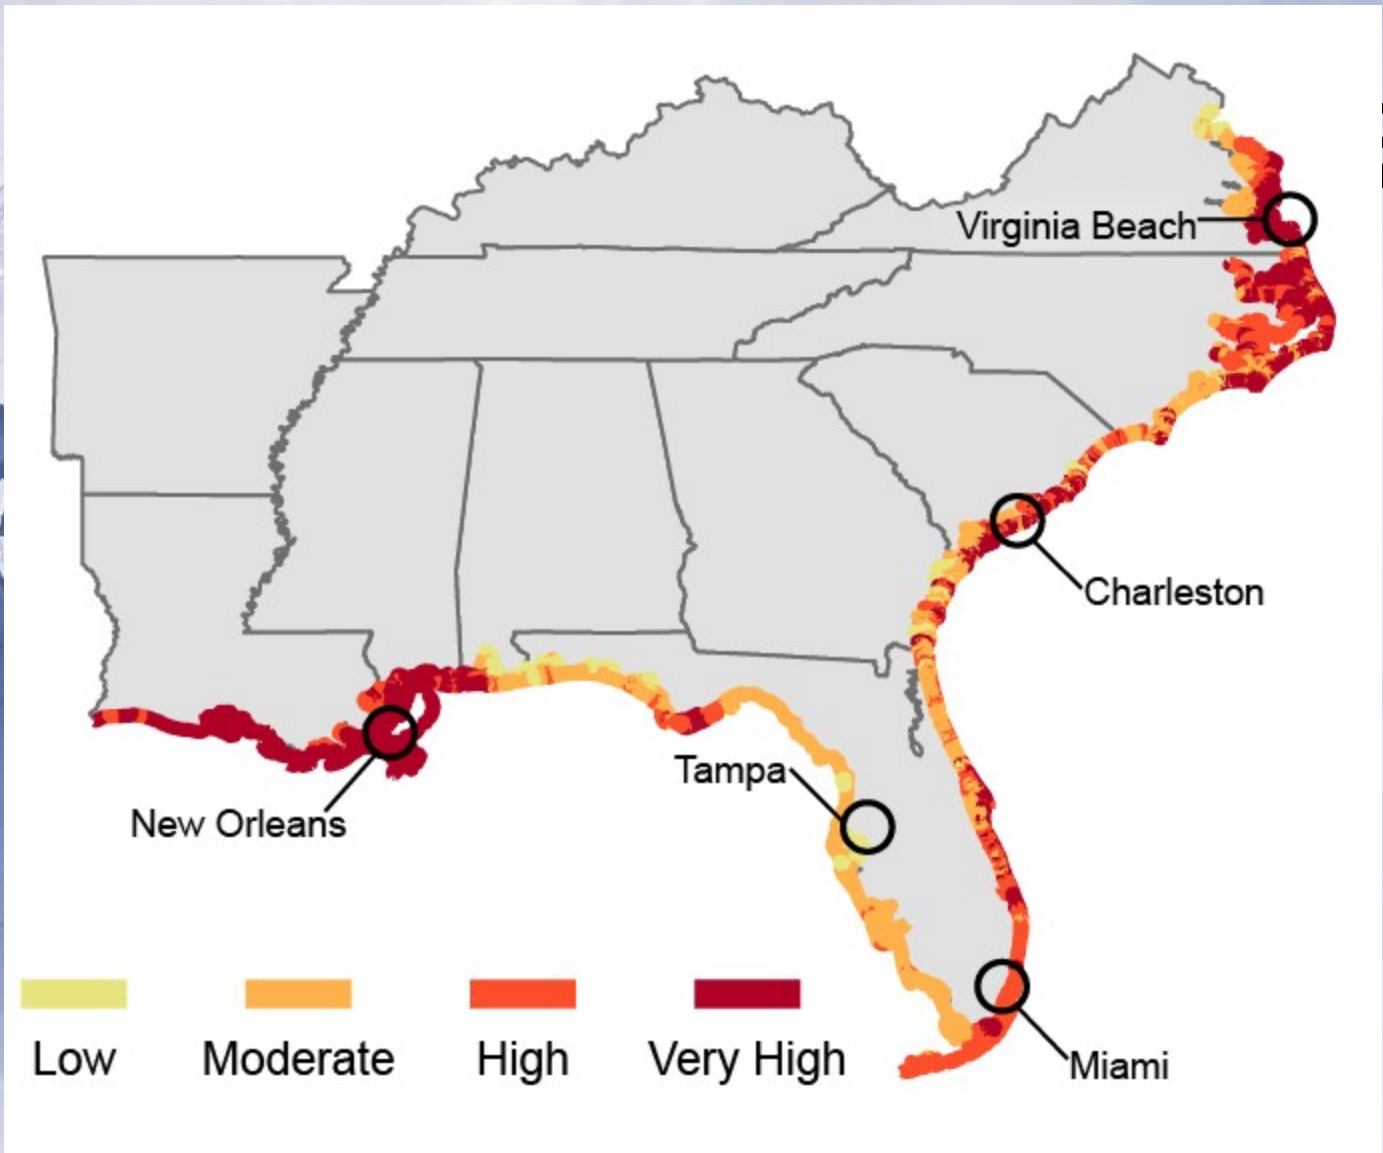 Virginia Beach
Charleston
Tampa
New Orleans
Low
Moderate
High
Very High
Miami